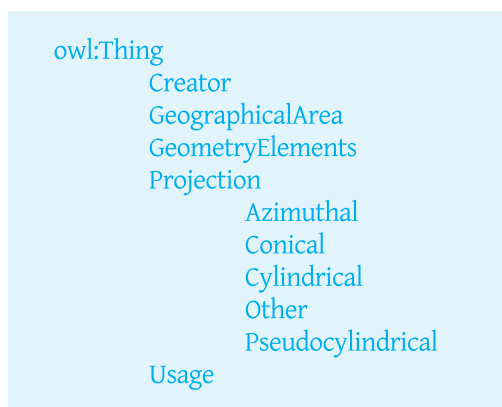 owl:Thing
Creator
GeographicalArea
GeometryElements
Projection
Azimuthal
Conical
Cylindrical
Other
Pseudocylindrical
Usage